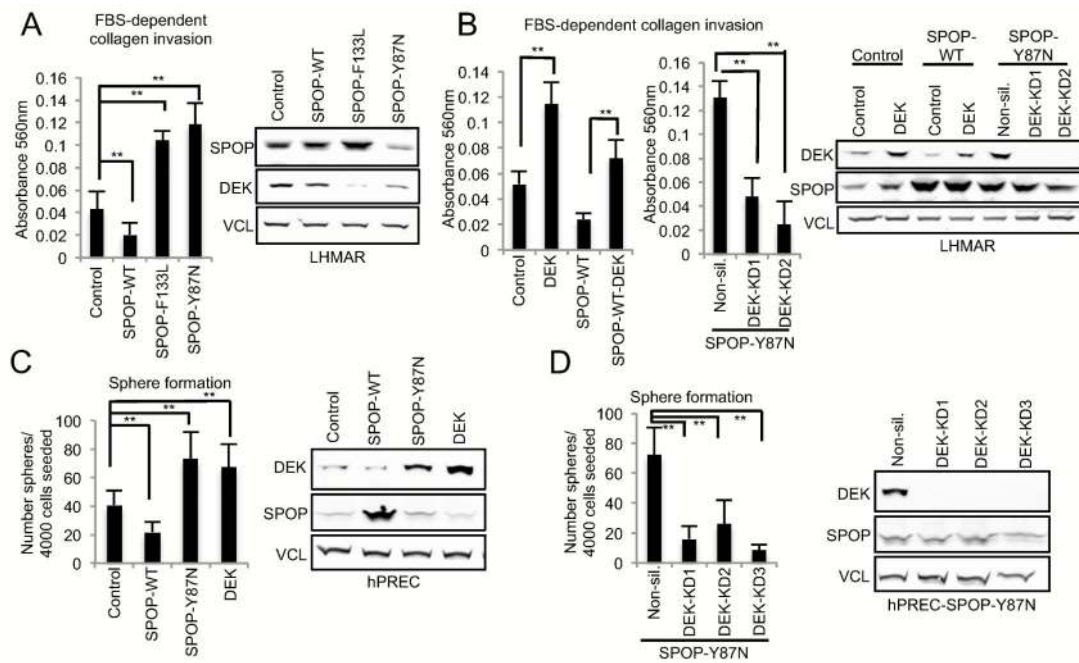 A
FBS-dependent
collagen invasion
Absorbance 560nm
0.16
0.14
0.12
0.1
0.08
0.06
0.04
0.02
0
**
**
**
Control
SPOP-WT
SPOP-F133L
SPOP-Y87N
Control
SPOP-WT
SPOP-F133L
SPOP-Y87N
SPOP
DEK
VCL
LHMAR
B
FBS-dependent collagen invasion
Absorbance 560nm
0.14
0.12
0.1
0.08
0.06
0.04
0.02
0
**
**
Control
DEK
SPOP-WT
SPOP-WT-DEK
Absorbance 560nm
0.16
0.14
0.12
0.1
0.08
0.06
0.04
0.02
0
**
**
Non-sil.
DEK-KD1
DEK-KD2
SPOP-Y87N
Control
SPOP-
WT
SPOP-
Y87N
Control
DEK
Control
DEK
Non-sil.
DEK-KD1
DEK-KD2
DEK
SPOP
VCL
LHMAR
C
Sphere formation
Number spheres/
4000 cells seeded
100
80
60
40
20
0
**
**
**
Control
SPOP-WT
SPOP-Y87N
DEK
Control
SPOP-WT
SPOP-Y87N
DEK
DEK
SPOP
VCL
hPREC
D
Sphere formation
Number spheres/
4000 cells seeded
100
80
60
40
20
0
** ** **
Non-sil.
DEK-KD1
DEK-KD2
DEK-KD3
SPOP-Y87N
Non-sil.
DEK-KD1
DEK-KD2
DEK-KD3
DEK
SPOP
VCL
hPREC-SPOP-Y87N